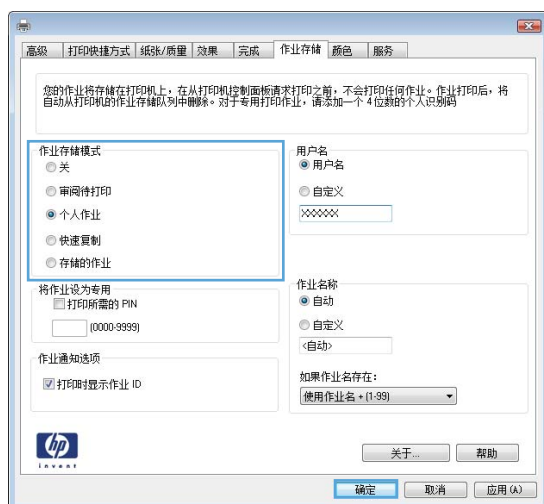 高级 打印快捷方式 纸张/质量 效果 完成 作业存储 颜色 服务
您的作业将存储在打印机上，在从打印机控制面板请求打印之前，不会打印任何作业。作业打印后，将
自动从打印机的作业存储队列中删除。对于专用打印作业，请添加一个 4 位数的个人识别码
作业存储模式
关
审阅待打印
个人作业
快速复制
存储的作业
用户名
用户名
自定义
XXXXXX
将作业设为专用
打印所需的 PIN
(0000-9999)
作业名称
自动
自定义
<自动>
作业通知选项
打印时显示作业 ID
如果作业名存在：
使用作业名 + (1-99)
hp
invent
关于... 帮助
确定 取消 应用 (A)